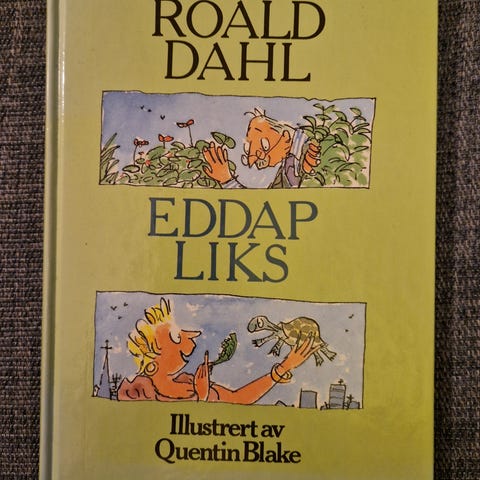 ROALD
DAHL
EDDAP
LIKS
Illustrert av
Quentin Blake